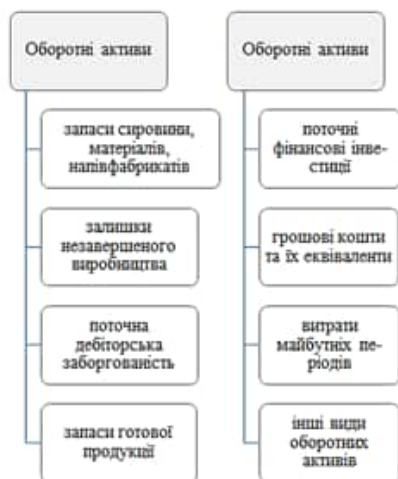 Оборотні активи
запаси сировини,
матеріалів,
напівфабрикатів
залишки
незавершеного
виробництва
поточна
дебіторська
заборгованість
запаси готової
продукції
Оборотні активи
поточні
фінансові інве-
стиції
грошові кошти
та їх еквіваленти
витрати
майбутніх пе-
ріодів
інші види
оборотних
активів